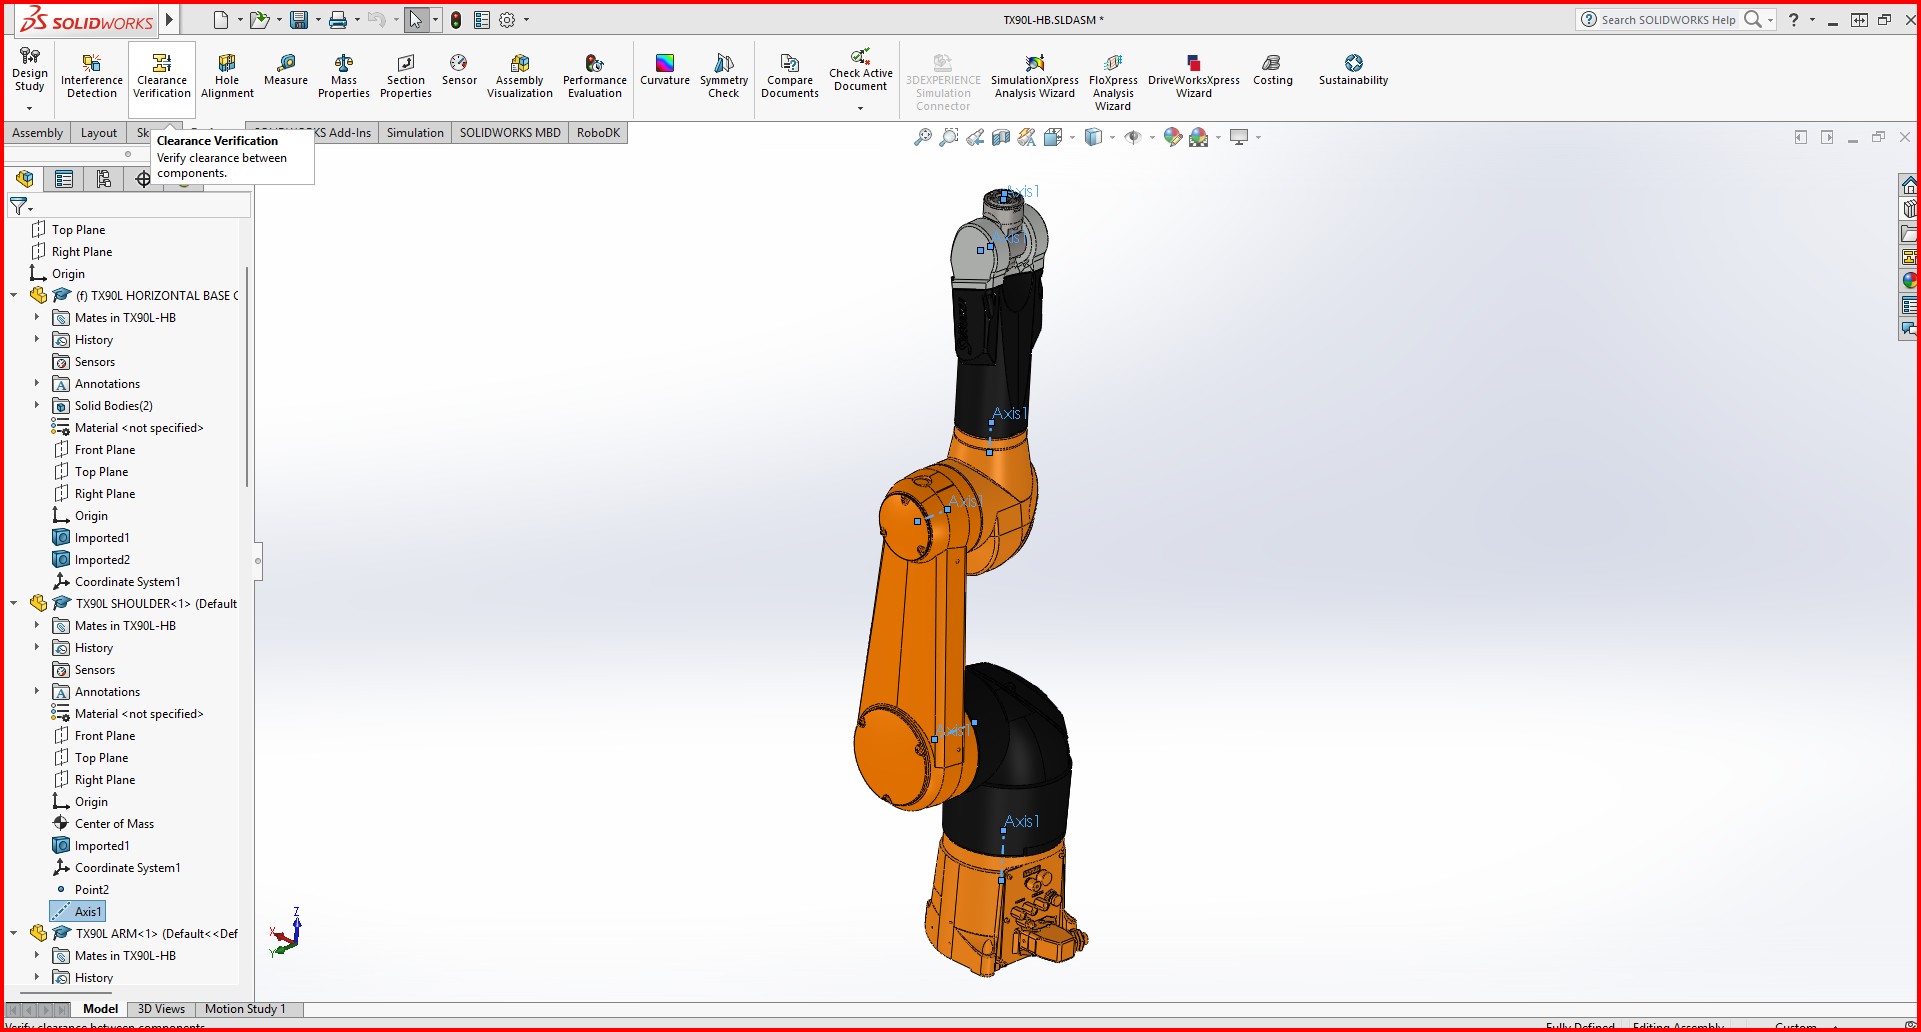 SOLIDWORKS
TX90L-HB.SLDASM *
Search SOLIDWORKS Help
?
Design Study
Interference Detection
Clearance Verification
Hole Alignment
Measure
Mass Properties
Section Properties
Sensor
Assembly Visualization
Performance Evaluation
Curvature
Symmetry Check
Compare Documents
Check Active Document
3DEXPERIENCE Simulation Connector
SimulationXpress Analysis Wizard
FloXpress Analysis Wizard
DriveWorksXpress Wizard
Costing
Sustainability
Assembly
Layout
Sk
KS Add-Ins
Simulation
SOLIDWORKS MBD
RoboDK
Clearance Verification
Verify clearance between
components.
Top Plane
Right Plane
Origin
(f) TX90L HORIZONTAL BASE C
Mates in TX90L-HB
History
Sensors
Annotations
Solid Bodies(2)
Material <not specified>
Front Plane
Top Plane
Right Plane
Origin
Imported1
Imported2
Coordinate System1
TX90L SHOULDER<1> (Default
Mates in TX90L-HB
History
Sensors
Annotations
Material <not specified>
Front Plane
Top Plane
Right Plane
Origin
Center of Mass
Imported1
Coordinate System1
Point2
Axis1
TX90L ARM<1> (Default<<Def
Mates in TX90L-HB
History
Axis1
Axis1
Axis1
Axis1
Axis1
Axis1
Z
X
Y
Model
3D Views
Motion Study 1
Verify clearance between components.
Fully Defined
Editing Assembly
Custom